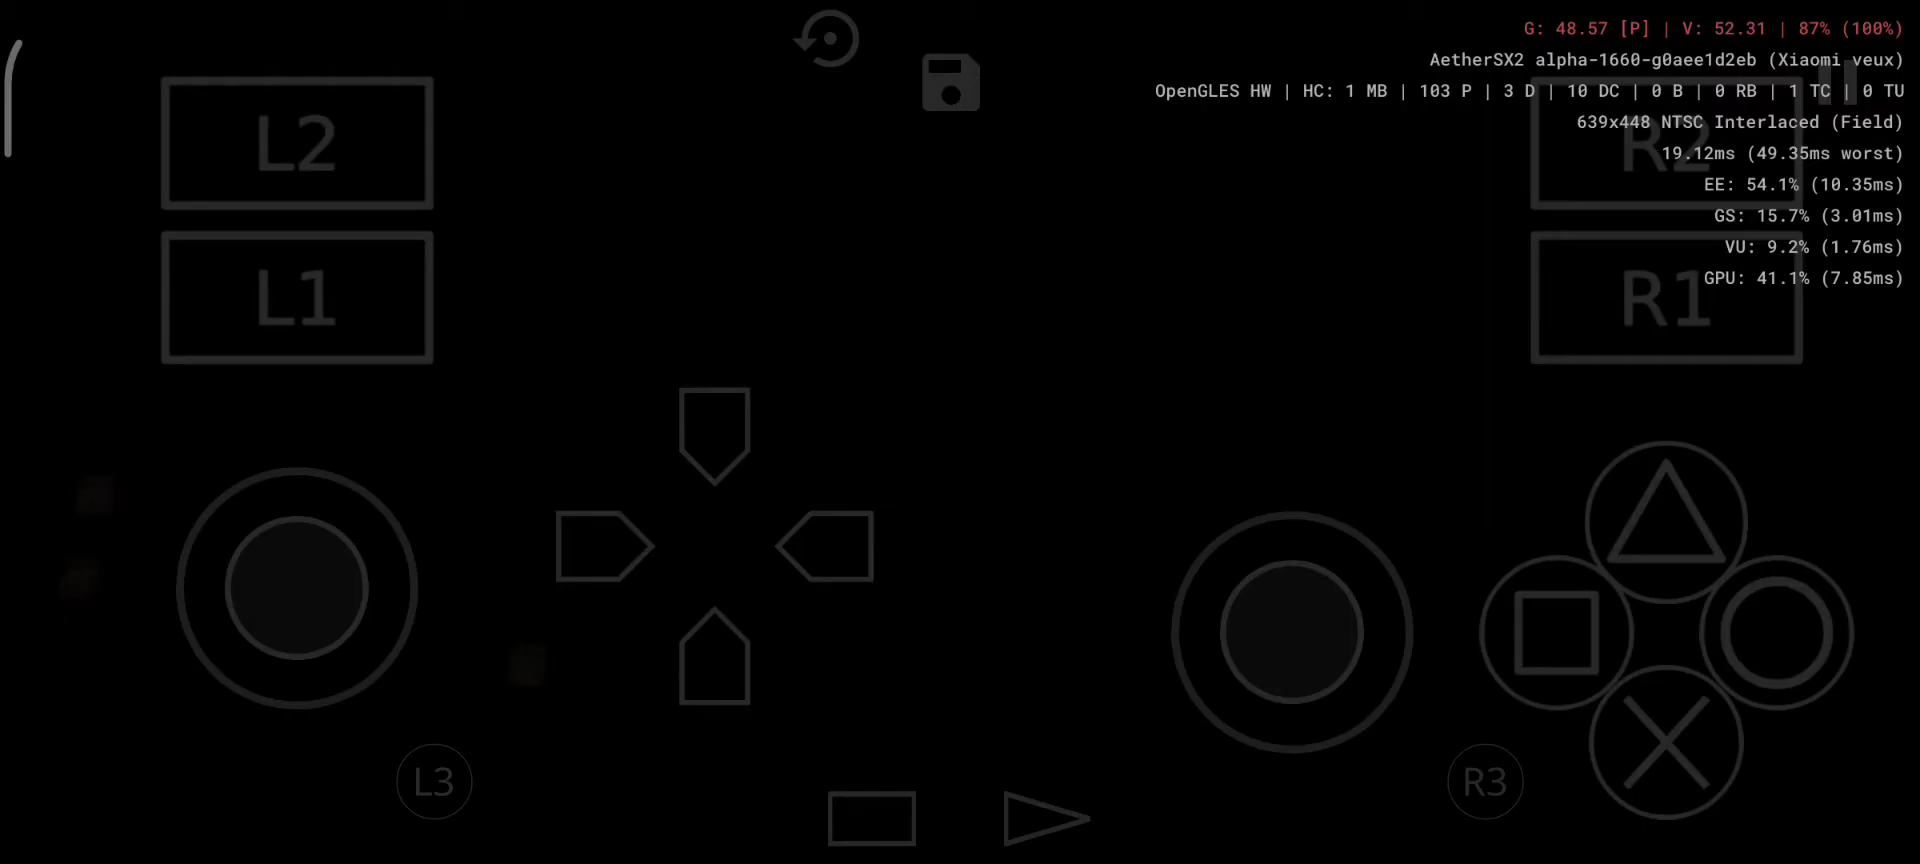 G: 48.57 [P] | V: 52.31 | 87% (100%)
AetherSX2 alpha-1660-g0aee1d2eb (Xiaomi veux)
OpenGLES HW | HC: 1 MB | 103 P | 3 D | 10 DC | 0 B | 0 RB | 1 TC | 0 TU
639x448 NTSC Interlaced (Field)
19.12ms (49.35ms worst)
EE: 54.1% (10.35ms)
GS: 15.7% (3.01ms)
VU: 9.2% (1.76ms)
GPU: 41.1% (7.85ms)
L2
R2
L1
R1
L3
R3